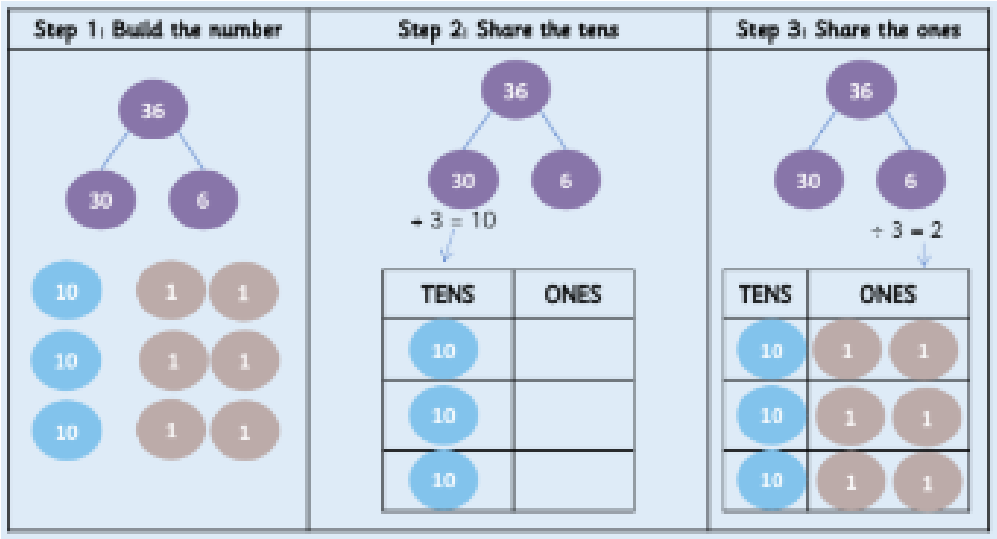 Step 1: Build the number
36
30 6
10 1 1
10 1 1
10 1 1
Step 2: Share the tens
36
30 6
÷ 3 = 10
TENS ONES
10
10
10
Step 3: Share the ones
36
30 6
÷ 3 = 2
TENS ONES
10 1 1
10 1 1
10 1 1